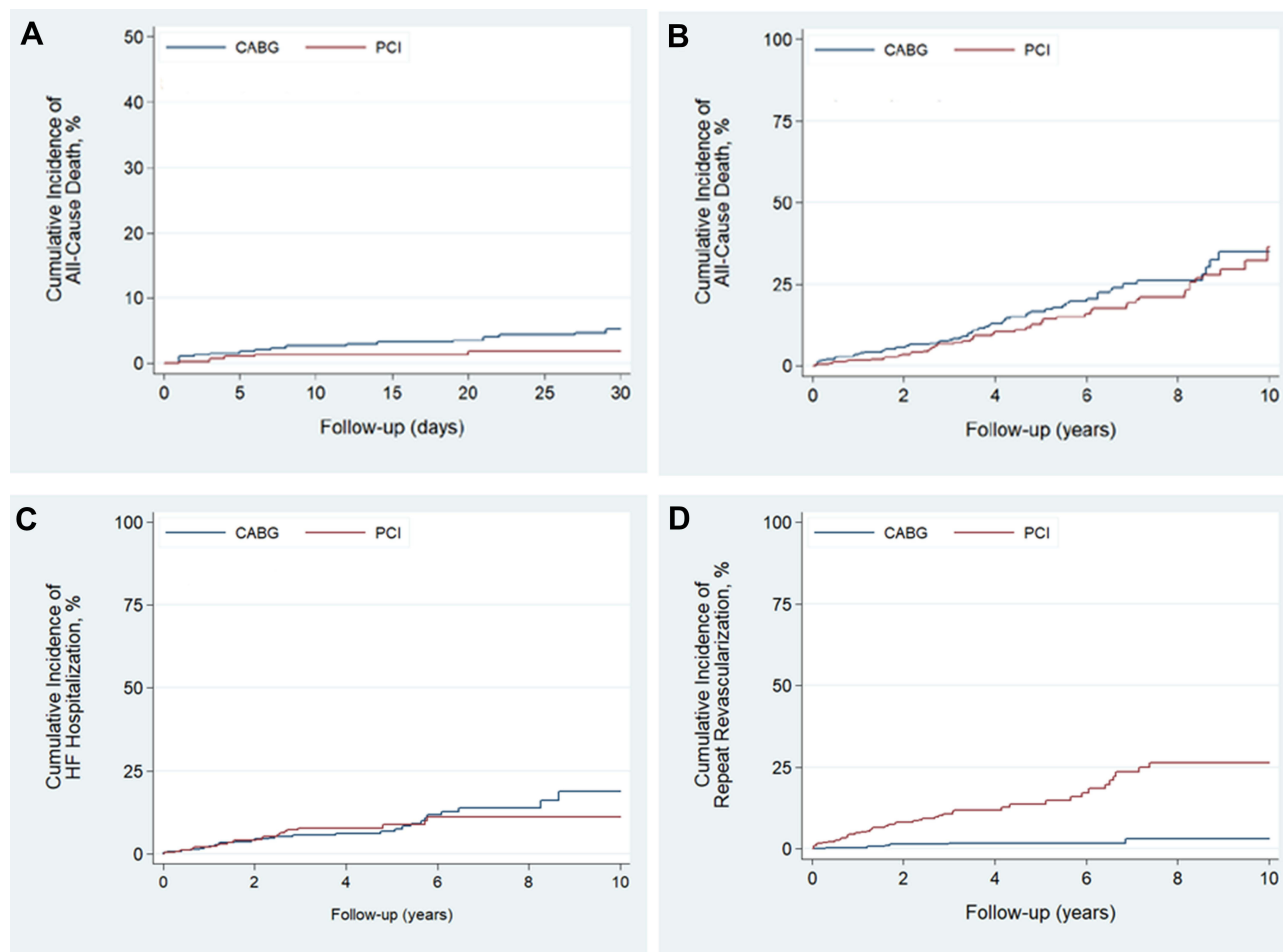 A
CABG PCI
Cumulative Incidence of
All-Cause Death, %
50
40
30
20
10
0
0 5 10 15 20 25 30
Follow-up (days)
B
CABG PCI
Cumulative Incidence of
All-Cause Death, %
100
75
50
25
0
0 2 4 6 8 10
Follow-up (years)
C
CABG PCI
Cumulative Incidence of
HF Hospitalization, %
100
75
50
25
0
0 2 4 6 8 10
Follow-up (years)
D
CABG PCI
Cumulative Incidence of
Repeat Revascularization, %
100
75
50
25
0
0 2 4 6 8 10
Follow-up (years)